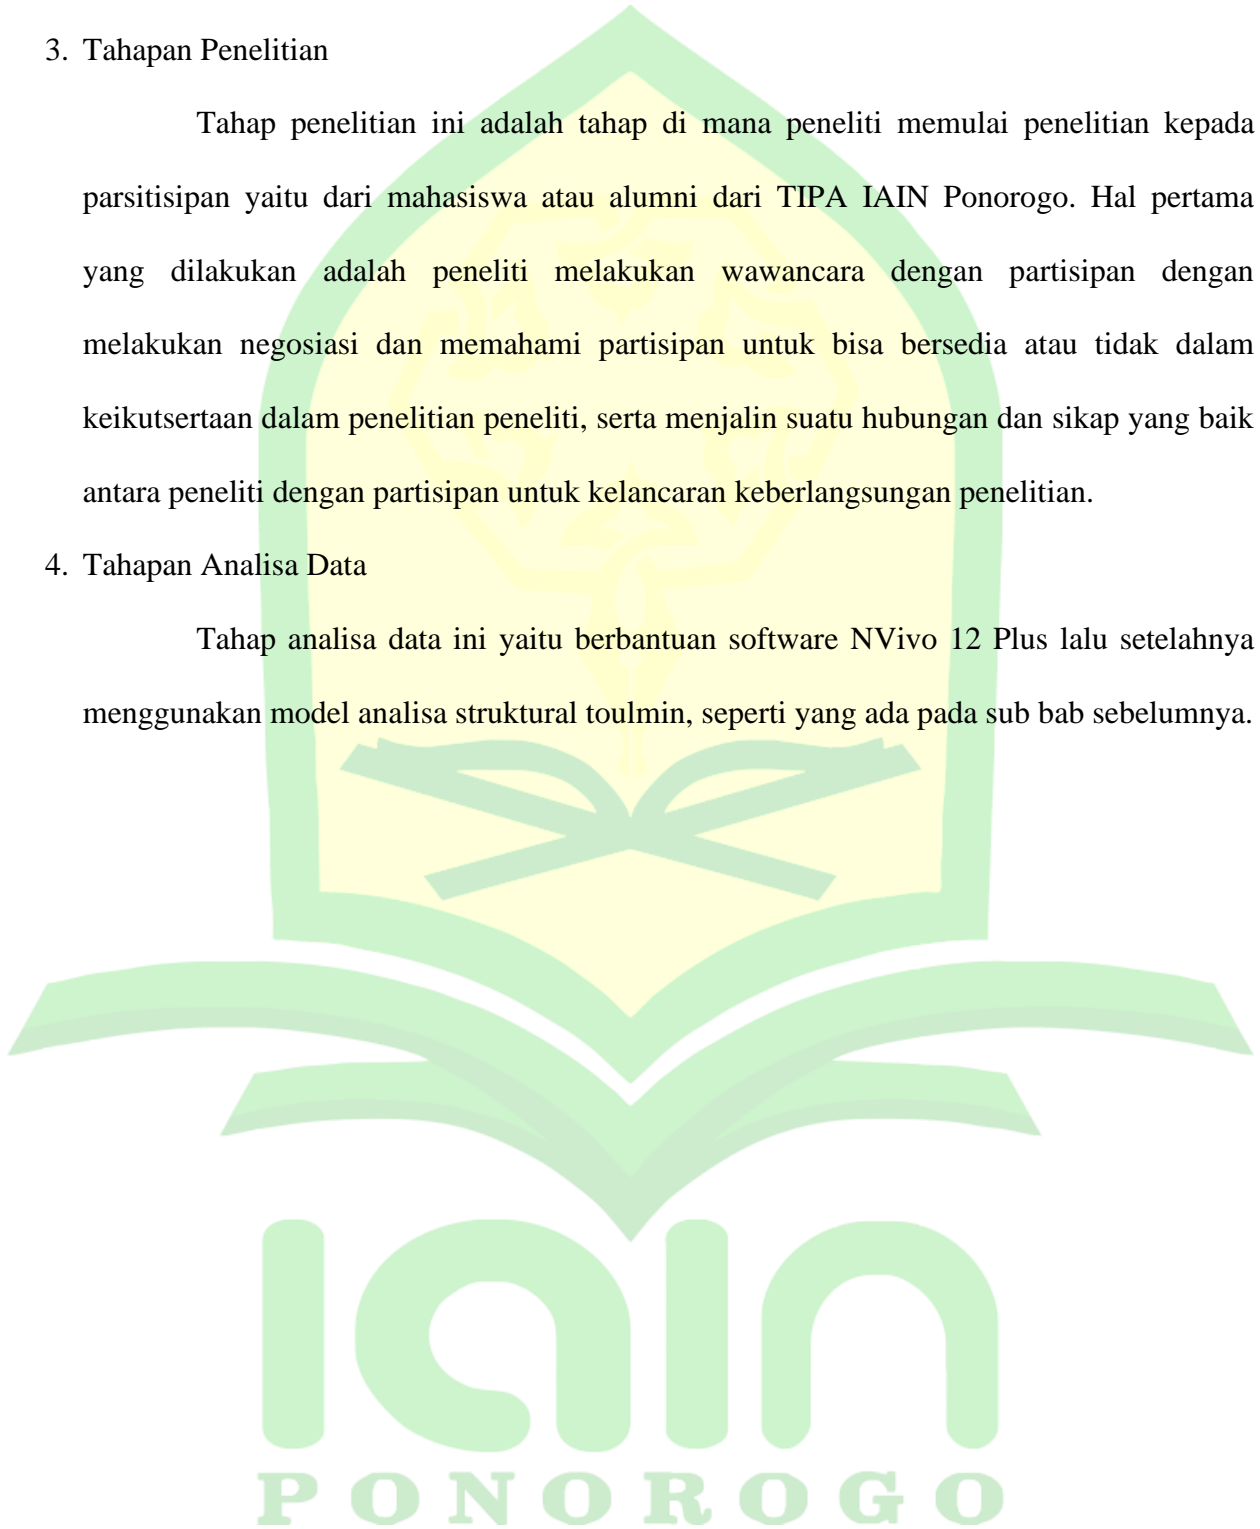 3. Tahapan Penelitian
Tahap penelitian ini adalah tahap di mana peneliti memulai penelitian kepada
parsitisipan yaitu dari mahasiswa atau alumni dari TIPA IAIN Ponorogo. Hal pertama
yang dilakukan adalah peneliti melakukan wawancara dengan partisipan dengan
melakukan negosiasi dan memahami partisipan untuk bisa bersedia atau tidak dalam
keikutsertaan dalam penelitian peneliti, serta menjalin suatu hubungan dan sikap yang baik
antara peneliti dengan partisipan untuk kelancaran keberlangsungan penelitian.
4. Tahapan Analisa Data
Tahap analisa data ini yaitu berbantuan software NVivo 12 Plus lalu setelahnya
menggunakan model analisa struktural toulmin, seperti yang ada pada sub bab sebelumnya.
iain
PONOROGO